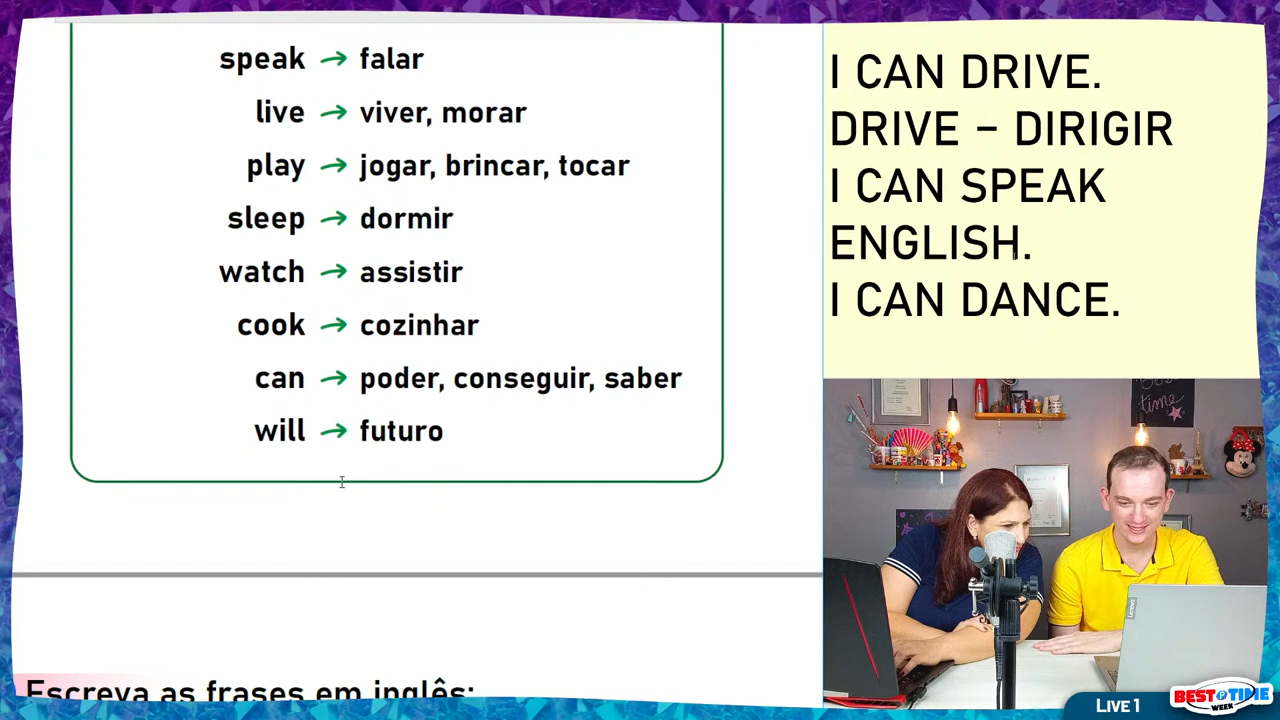 speak → falar
live → viver, morar
play → jogar, brincar, tocar
sleep → dormir
watch → assistir
cook → cozinhar
can → poder, conseguir, saber
will → futuro
Escreva as frases em inglês:
I CAN DRIVE.
DRIVE – DIRIGIR
I CAN SPEAK
ENGLISH.
I CAN DANCE.
time
Lenovo
LIVE 1
BEST TIME
WEEK